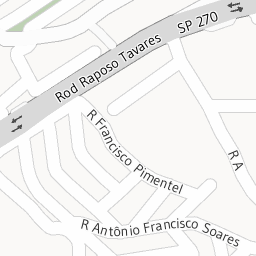 SP 270
Rod Raposo Tavares
R Francisco Pimentel
R A
R Antônio Francisco Soares